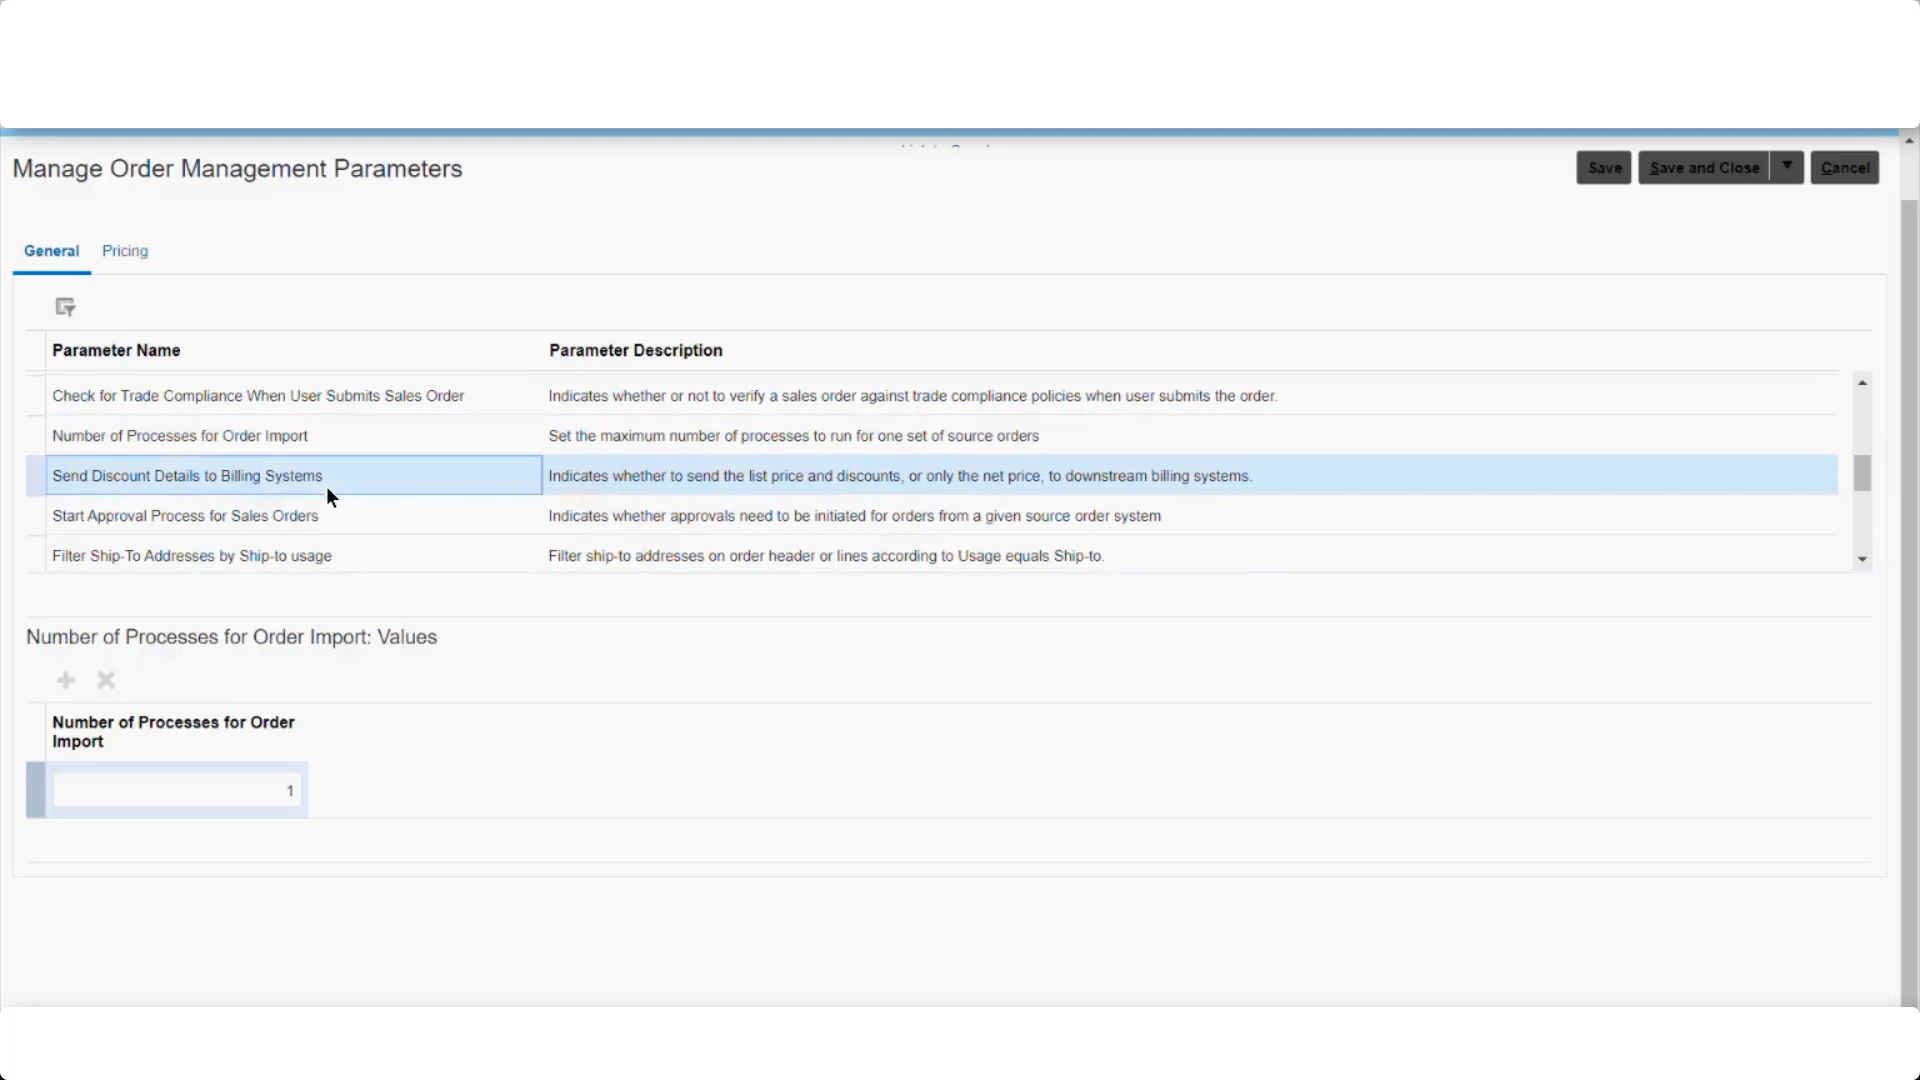 Manage Order Management Parameters
Save
Save and Close
Cancel
General
Pricing
Parameter Name
Parameter Description
Check for Trade Compliance When User Submits Sales Order
Indicates whether or not to verify a sales order against trade compliance policies when user submits the order.
Number of Processes for Order Import
Set the maximum number of processes to run for one set of source orders
Send Discount Details to Billing Systems
Indicates whether to send the list price and discounts, or only the net price, to downstream billing systems.
Start Approval Process for Sales Orders
Indicates whether approvals need to be initiated for orders from a given source order system
Filter Ship-To Addresses by Ship-to usage
Filter ship-to addresses on order header or lines according to Usage equals Ship-to.
Number of Processes for Order Import: Values
Number of Processes for Order
Import
1